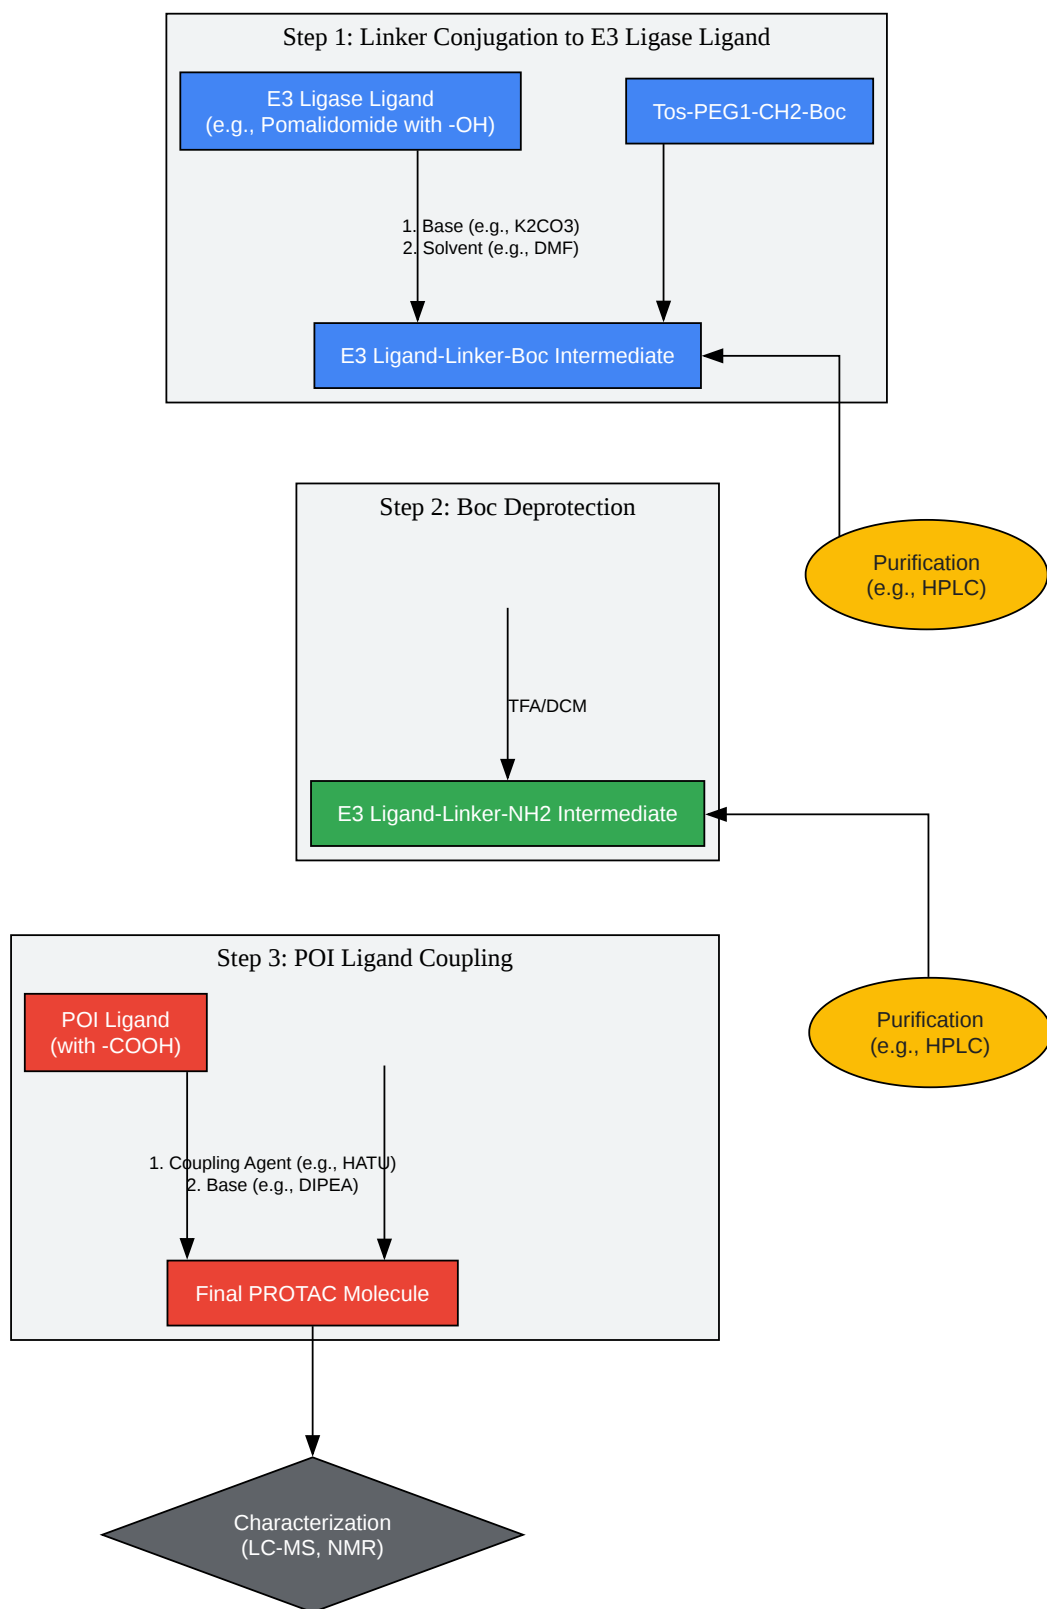 Step 1: Linker Conjugation to E3 Ligase Ligand
E3 Ligase Ligand
(e.g., Pomalidomide with -OH)
Tos-PEG1-CH2-Boc
1. Base (e.g., K2CO3)
2. Solvent (e.g., DMF)
E3 Ligand-Linker-Boc Intermediate
Step 2: Boc Deprotection
Purification
(e.g., HPLC)
TFA/DCM
E3 Ligand-Linker-NH2 Intermediate
Step 3: POI Ligand Coupling
POI Ligand
(with -COOH)
Purification
(e.g., HPLC)
1. Coupling Agent (e.g., HATU)
2. Base (e.g., DIPEA)
Final PROTAC Molecule
Characterization
(LC-MS, NMR)